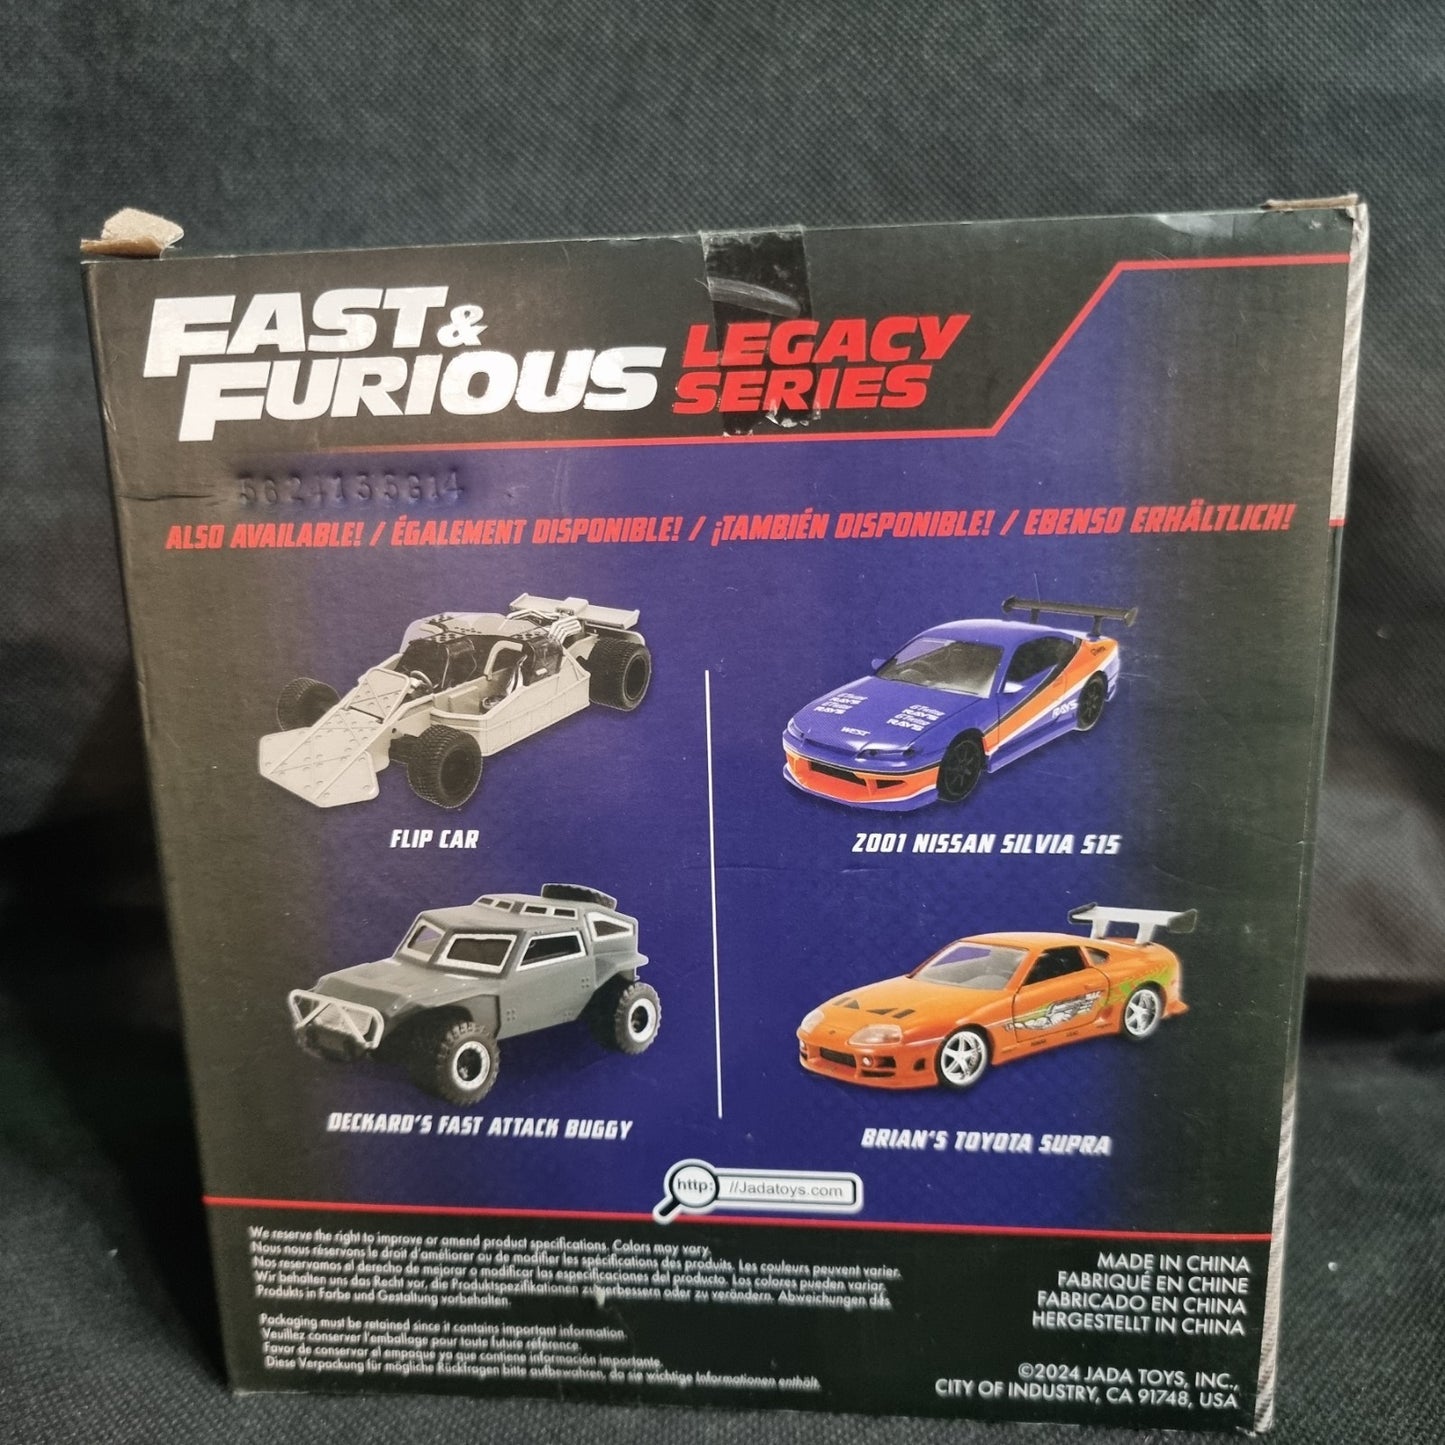 FAST &
FURIOUS
LEGACY
SERIES
ALSO AVAILABLE! / ÉGALEMENT DISPONIBLE! / ¡TAMBIÉN DISPONIBLE! / EBENSO ERHÄLTLICH!
FLIP CAR
RAYS
RAYS
WEST
RAYS
2001 NISSAN SILVIA S15
DECKARD'S FAST ATTACK BUGGY
BRIAN'S TOYOTA SUPRA
http: //Jadatoys.com
We reserve the right to improve or amend product specifications. Colors may vary.
Nous nous réservons le droit d'améliorer ou de modifier les spécifications des produits. Les couleurs peuvent varier.
Nos reservamos el derecho de mejorar o modificar las especificaciones del producto. Los colores pueden variar.
Wir behalten uns das Recht vor, die Produktspezifikationen zu verbessern oder zu verändern. Abweichungen des
Produkts in Farbe und Gestaltung vorbehalten.
Packaging must be retained since it contains important information.
Veuillez conserver l'emballage pour toute future référence.
Favor de conservar el empaque ya que contiene información importante.
Diese Verpackung für mögliche Rückfragen bitte aufbewahren, da sie wichtige Informationen enthält.
MADE IN CHINA
FABRIQUÉ EN CHINE
FABRICADO EN CHINA
HERGESTELLT IN CHINA
©2024 JADA TOYS, INC.,
CITY OF INDUSTRY, CA 91748, USA